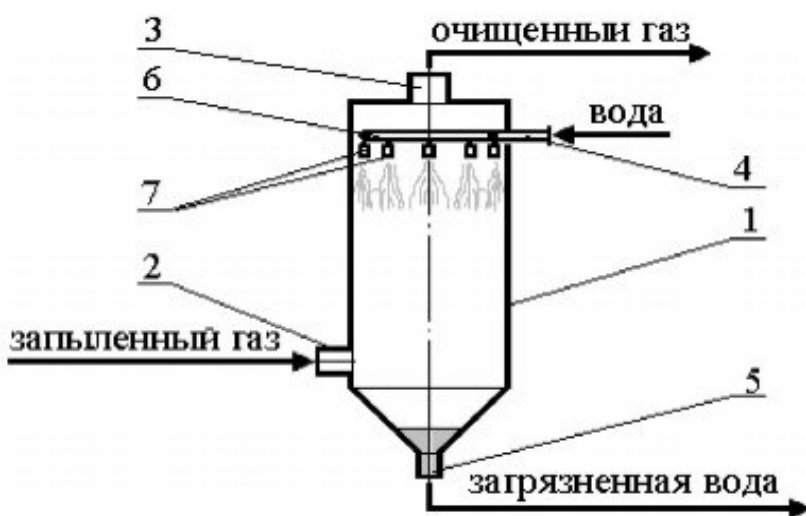 3
очищенный газ
6
вода
4
7
1
2
запыленный газ
5
загрязненная вода